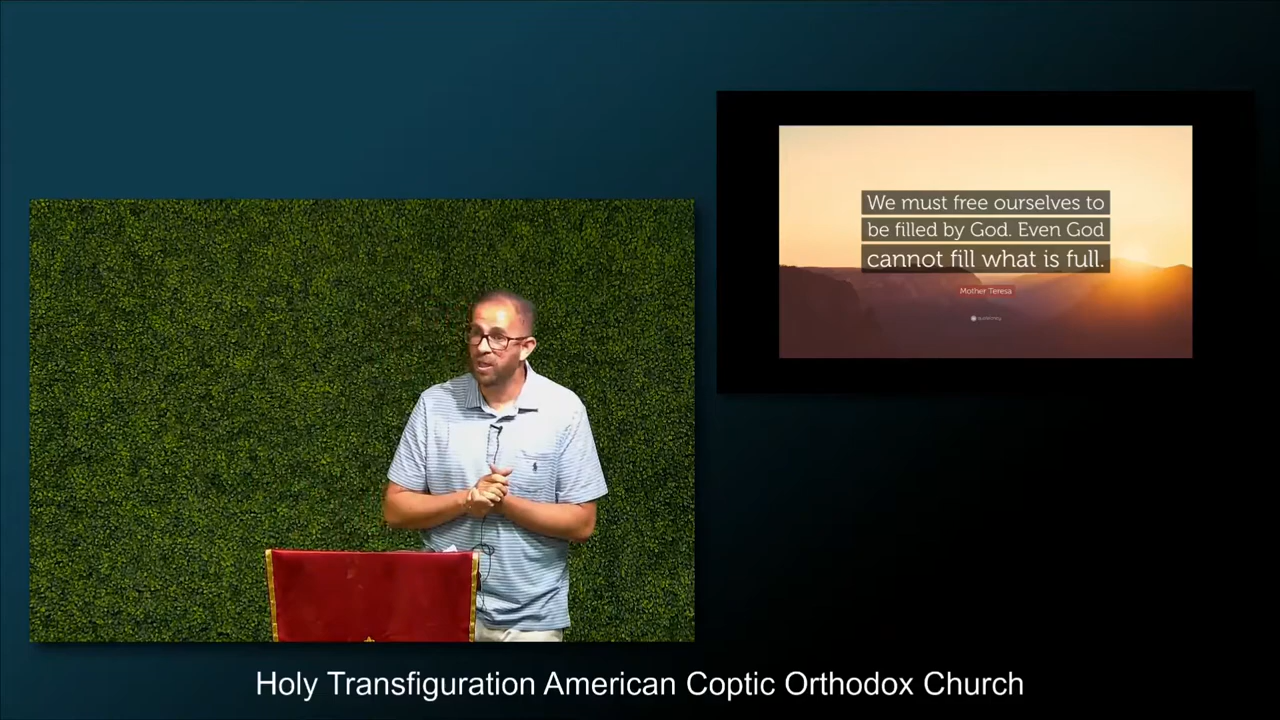 We must free ourselves to
be filled by God. Even God
cannot fill what is full.
Mother Teresa
Holy Transfiguration American Coptic Orthodox Church